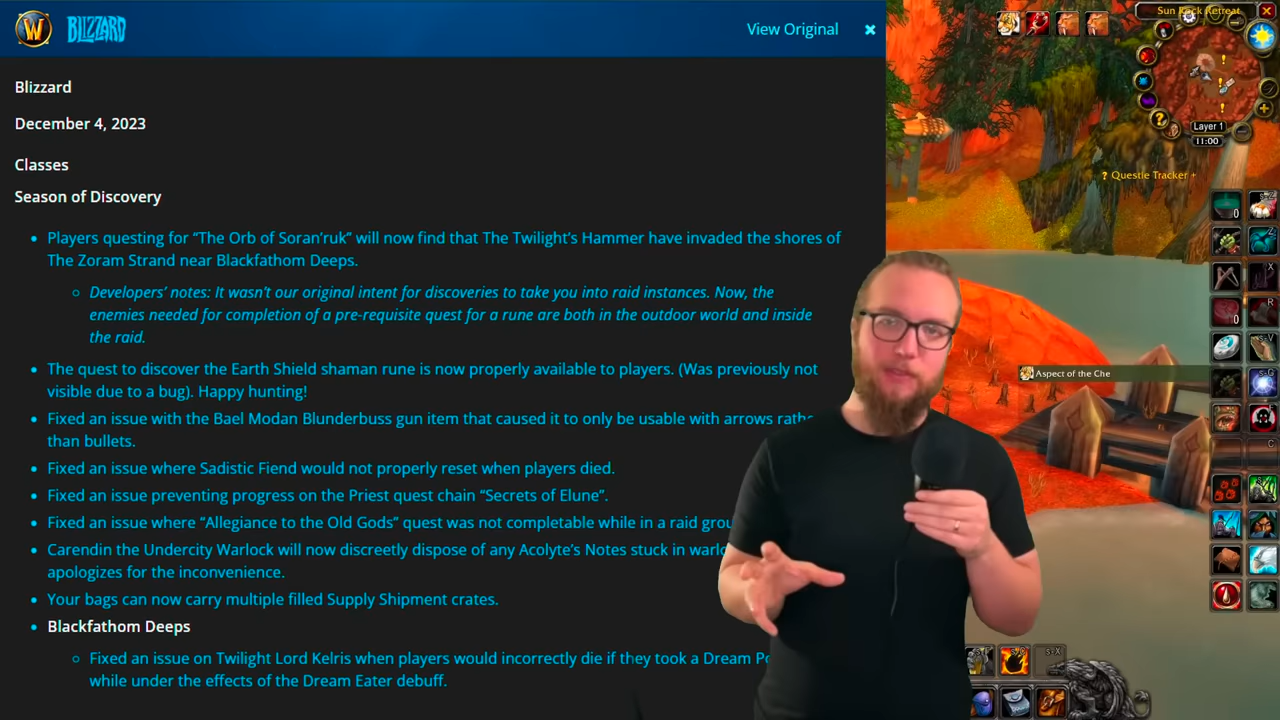 BLIZZARD
View Original
Blizzard
December 4, 2023
Classes
Season of Discovery
Players questing for “The Orb of Soran’ruk” will now find that The Twilight’s Hammer have invaded the shores of
The Zoram Strand near Blackfathom Deeps.
Developers’ notes: It wasn’t our original intent for discoveries to take you into raid instances. Now, the
enemies needed for completion of a pre-requisite quest for a rune are both in the outdoor world and inside
the raid.
The quest to discover the Earth Shield shaman rune is now properly available to players. (Was previously not
visible due to a bug). Happy hunting!
Fixed an issue with the Bael Modan Blunderbuss gun item that caused it to only be usable with arrows rathe
than bullets.
Fixed an issue where Sadistic Fiend would not properly reset when players died.
Fixed an issue preventing progress on the Priest quest chain “Secrets of Elune”.
Fixed an issue where “Allegiance to the Old Gods” quest was not completable while in a raid grou
Carendin the Undercity Warlock will now discreetly dispose of any Acolyte’s Notes stuck in warlo
apologizes for the inconvenience.
Your bags can now carry multiple filled Supply Shipment crates.
Blackfathom Deeps
Fixed an issue on Twilight Lord Kelris when players would incorrectly die if they took a Dream Po
while under the effects of the Dream Eater debuff.
Sun Rock Retreat
Layer 1
11:00
? Questie Tracker +
0
Z
X
R
0
s-V
s-G
C
Aspect of the Che
s-X